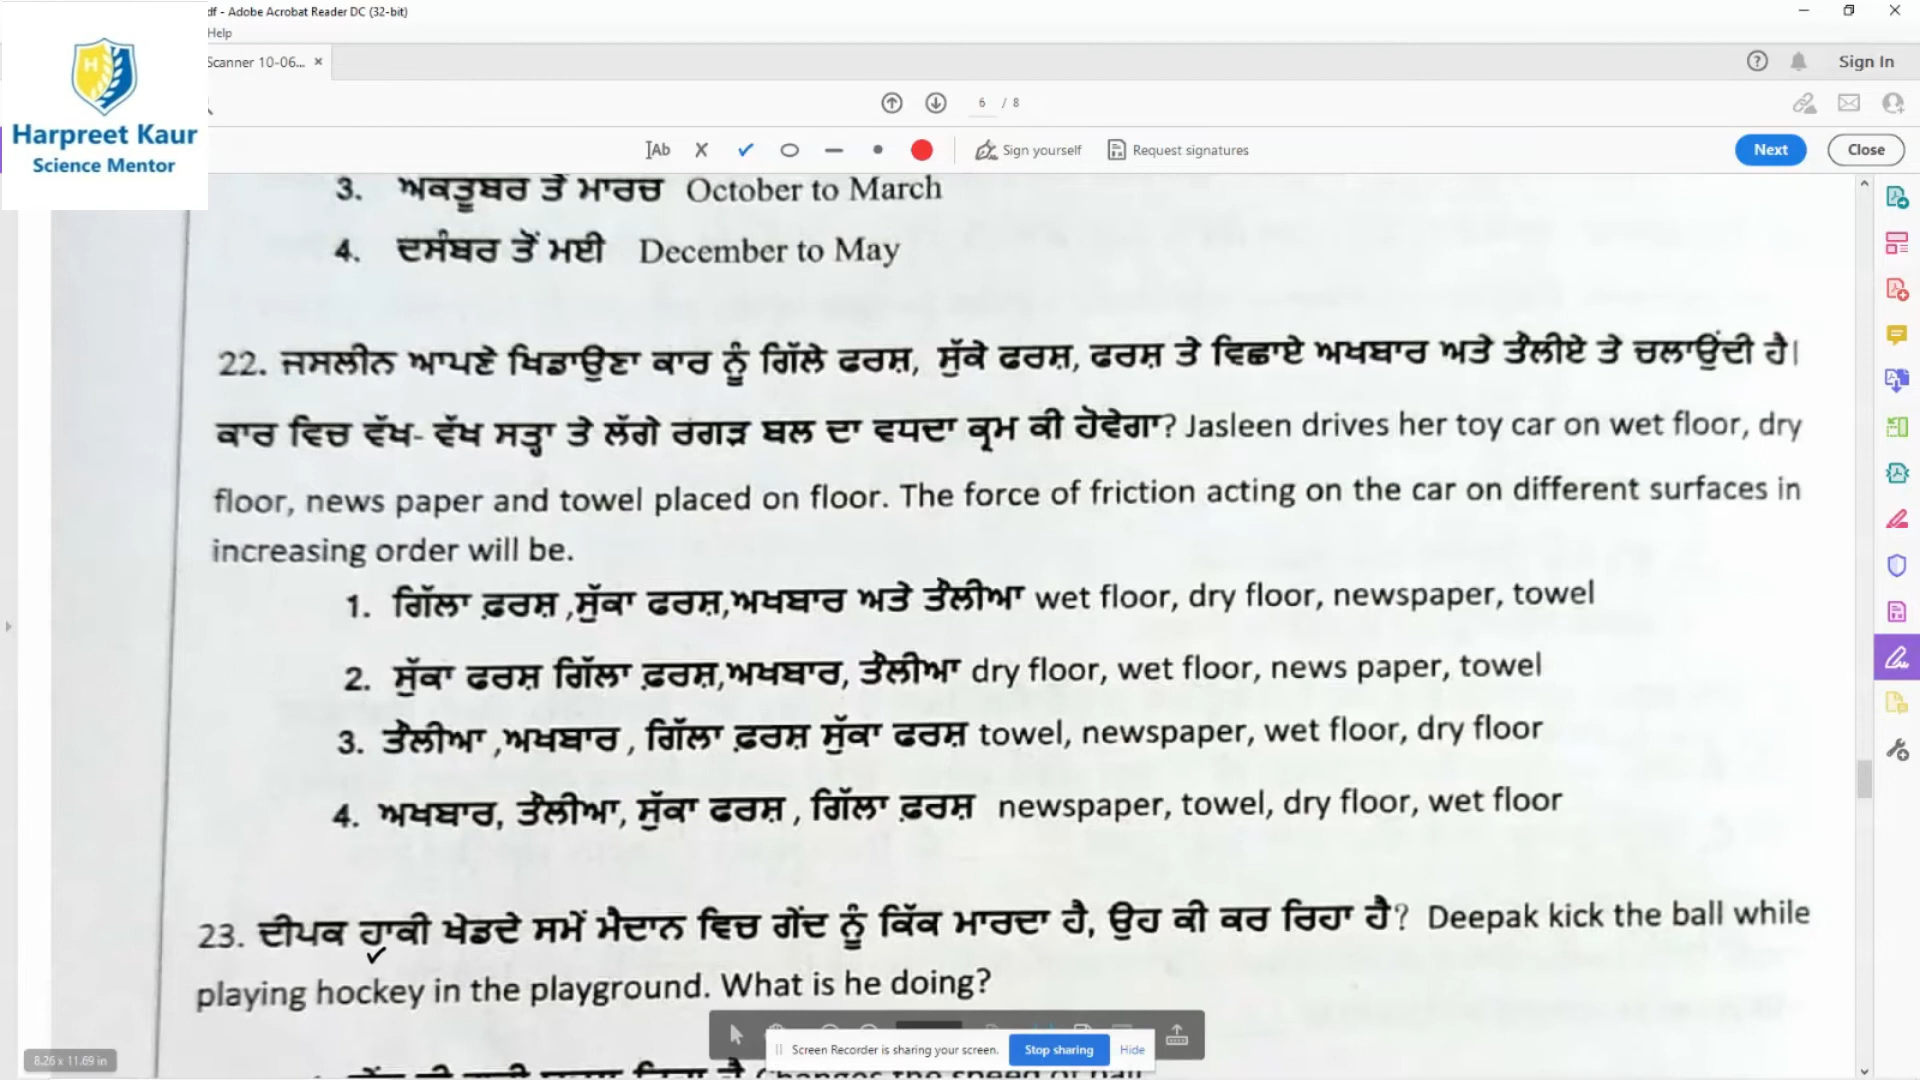 df - Adobe Acrobat Reader DC (32-bit)
Help
Scanner 10-06...
Sign In
6 / 8
Harpreet Kaur
Science Mentor
Sign yourself
Request signatures
Next
Close
3. ਅਕਤੂਬਰ ਤੋਂ ਮਾਰਚ October to March
4. ਦਸੰਬਰ ਤੋਂ ਮਈ December to May
22. ਜਸਲੀਨ ਆਪਣੇ ਖਿਡਾਉਣਾ ਕਾਰ ਨੂੰ ਗਿੱਲੇ ਫਰਸ਼, ਸੁੱਕੇ ਫਰਸ਼, ਫਰਸ਼ ਤੇ ਵਿਛਾਏ ਅਖਬਾਰ ਅਤੇ ਤੌਲੀਏ ਤੇ ਚਲਾਉਂਦੀ ਹੈ।
ਕਾਰ ਵਿਚ ਵੱਖ- ਵੱਖ ਸਤ੍ਹਾ ਤੇ ਲੱਗੇ ਰਗੜ ਬਲ ਦਾ ਵਧਦਾ ਕ੍ਰਮ ਕੀ ਹੋਵੇਗਾ? Jasleen drives her toy car on wet floor, dry
floor, news paper and towel placed on floor. The force of friction acting on the car on different surfaces in
increasing order will be.
1. ਗਿੱਲਾ ਫ਼ਰਸ਼ ,ਸੁੱਕਾ ਫਰਸ਼,ਅਖਬਾਰ ਅਤੇ ਤੌਲੀਆ wet floor, dry floor, newspaper, towel
2. ਸੁੱਕਾ ਫਰਸ਼ ਗਿੱਲਾ ਫ਼ਰਸ਼,ਅਖਬਾਰ, ਤੌਲੀਆ dry floor, wet floor, news paper, towel
3. ਤੌਲੀਆ ,ਅਖਬਾਰ , ਗਿੱਲਾ ਫ਼ਰਸ਼ ਸੁੱਕਾ ਫਰਸ਼ towel, newspaper, wet floor, dry floor
4. ਅਖਬਾਰ, ਤੌਲੀਆ, ਸੁੱਕਾ ਫਰਸ਼ , ਗਿੱਲਾ ਫ਼ਰਸ਼ newspaper, towel, dry floor, wet floor
23. ਦੀਪਕ ਹਾਕੀ ਖੇਡਦੇ ਸਮੇਂ ਮੈਦਾਨ ਵਿਚ ਗੇਂਦ ਨੂੰ ਕਿੱਕ ਮਾਰਦਾ ਹੈ, ਉਹ ਕੀ ਕਰ ਰਿਹਾ ਹੈ? Deepak kick the ball while
playing hockey in the playground. What is he doing?
Screen Recorder is sharing your screen.
Stop sharing
Hide
8.26 x 11.69 in